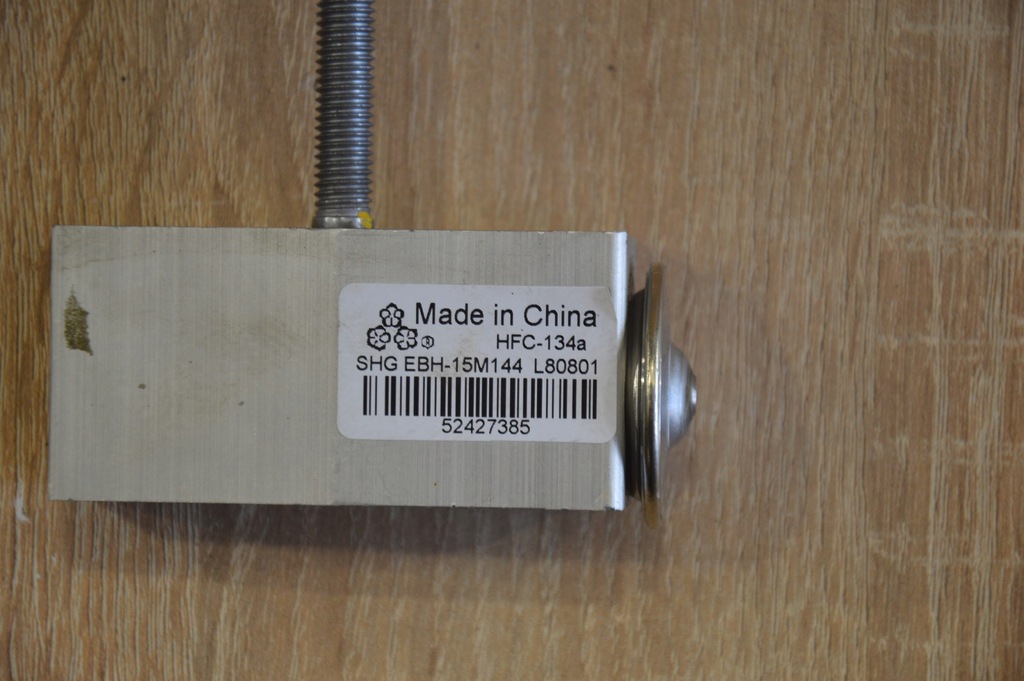 Made in China
HFC-134a
SHG EBH-15M144 L80801
52427385